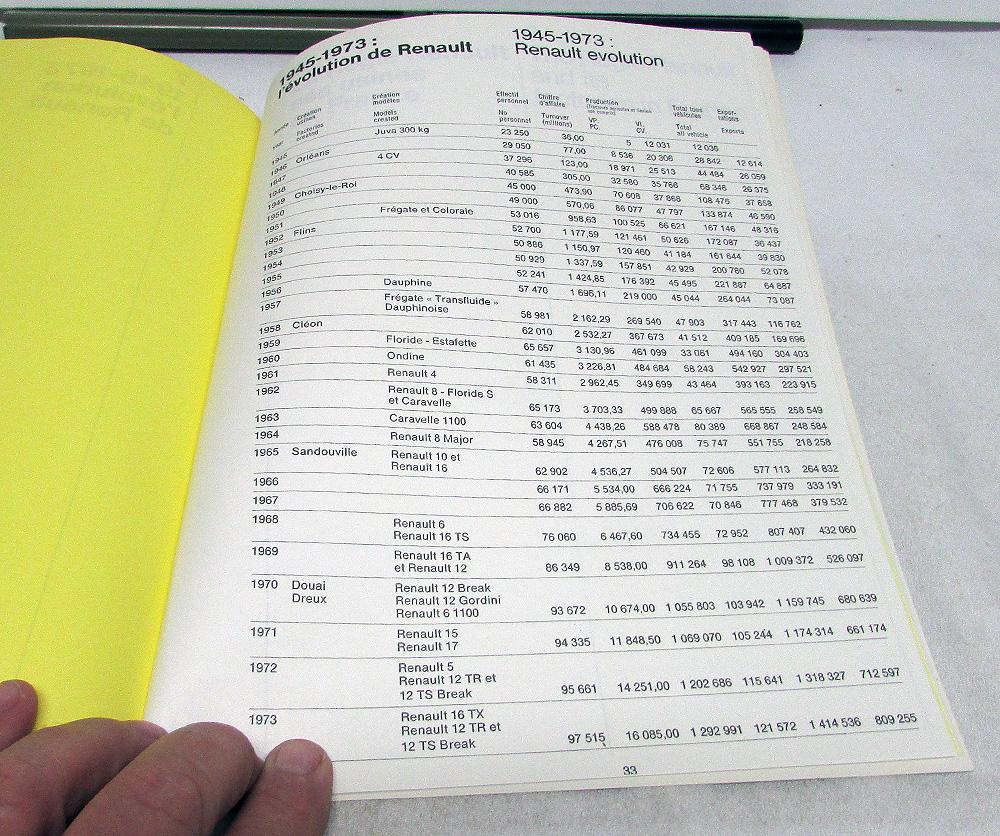 1945-1973 :
l'évolution de Renault
1945-1973 :
Renault evolution
Année Création usines Création modèles Effectif personnel Chiffre d'affaires Production (Tracteurs agricoles et Saviem non compris) Total tous véhicules Expor-tations
year Factories created Models created No personnel Turnover (millions) VP. PC. VI. CV. Total all vehicle Exports
1945 Juva 300 kg 23 250 36,00 5 12 031 12 036
1946 Orléans 29 050 77,00 8 536 20 306 28 842 12 614
1947 4 CV 37 296 123,00 18 971 25 513 44 484 26 059
1948 40 585 305,00 32 580 35 766 68 346 26 375
1949 Choisy-le-Roi 45 000 473,90 70 608 37 868 108 476 37 658
1950 49 000 570,06 86 077 47 797 133 874 46 590
1951 Frégate et Colorale 53 016 958,63 100 525 66 621 167 146 48 316
1952 Flins 52 700 1 177,59 121 461 50 626 172 087 36 437
1953 50 886 1 150,97 120 460 41 184 161 644 39 830
1954 50 929 1 337,59 157 851 42 929 200 780 52 078
1955 52 241 1 424,85 176 392 45 495 221 887 64 887
1956 Dauphine 57 470 1 696,11 219 000 45 044 264 044 73 087
1957 Frégate « Transfluide »
Dauphinoise 58 981 2 162,29 269 540 47 903 317 443 116 762
1958 Cléon 62 010 2 532,27 367 673 41 512 409 185 169 696
1959 Floride - Estafette 65 657 3 130,96 461 099 33 061 494 160 304 403
1960 Ondine 61 435 3 226,81 484 684 58 243 542 927 297 521
1961 Renault 4 58 311 2 962,45 349 699 43 464 393 163 223 915
1962 Renault 8 - Floride S
et Caravelle 65 173 3 703,33 499 888 65 667 565 555 258 549
1963 Caravelle 1100 63 604 4 438,26 588 478 80 389 668 867 248 584
1964 Renault 8 Major 58 945 4 267,51 476 008 75 747 551 755 218 258
1965 Sandouville Renault 10 et
Renault 16 62 902 4 536,27 504 507 72 606 577 113 264 832
1966 66 171 5 534,00 666 224 71 755 737 979 333 191
1967 66 882 5 885,69 706 622 70 846 777 468 379 532
1968 Renault 6
Renault 16 TS 76 060 6 467,60 734 455 72 952 807 407 432 060
1969 Renault 16 TA
et Renault 12 86 349 8 538,00 911 264 98 108 1 009 372 526 097
1970 Douai Renault 12 Break
Dreux Renault 12 Gordini
Renault 6 1100 93 672 10 674,00 1 055 803 103 942 1 159 745 680 639
1971 Renault 15
Renault 17 94 335 11 848,50 1 069 070 105 244 1 174 314 661 174
1972 Renault 5
Renault 12 TR et
12 TS Break 95 661 14 251,00 1 202 686 115 641 1 318 327 712 597
1973 Renault 16 TX
Renault 12 TR et
12 TS Break 97 515 16 085,00 1 292 991 121 572 1 414 536 809 255
33